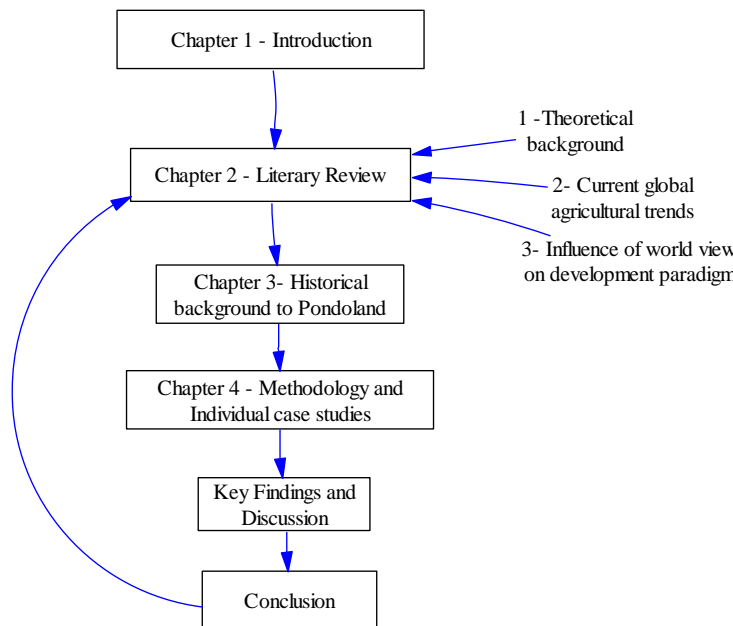 Chapter 1 - Introduction
1 -Theoretical
background
Chapter 2 - Literary Review
2- Current global
agricultural trends
3- Influence of world view
on development paradigm
Chapter 3- Historical
background to Pondoland
Chapter 4 - Methodology and
Individual case studies
Key Findings and
Discussion
Conclusion